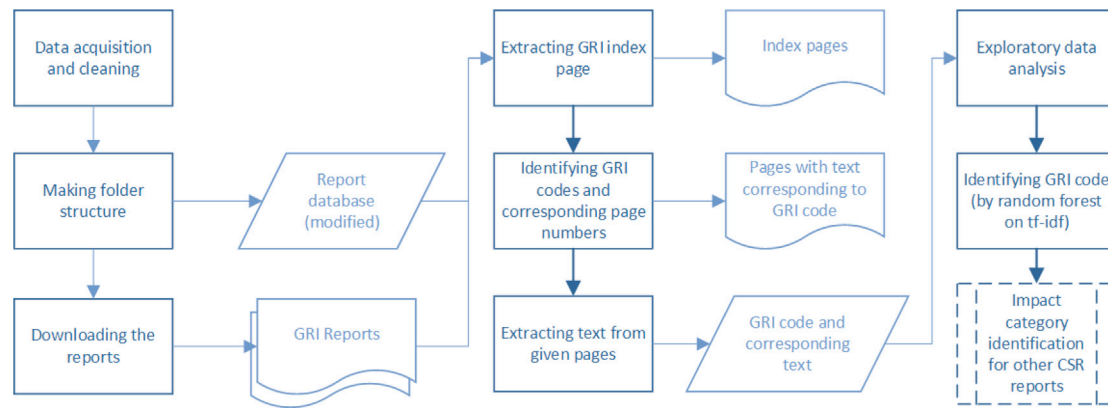 Data acquisition
and cleaning
Making folder
structure
Downloading the
reports
Report
database
(modified)
GRI Reports
Extracting GRI index
page
Identifying GRI
codes and
corresponding page
numbers
Extracting text from
given pages
Index pages
Pages with text
corresponding to
GRI code
GRI code and
corresponding
text
Exploratory data
analysis
Identifying GRI code
(by random forest
on tf-idf)
Impact
category
identification
for other CSR
reports